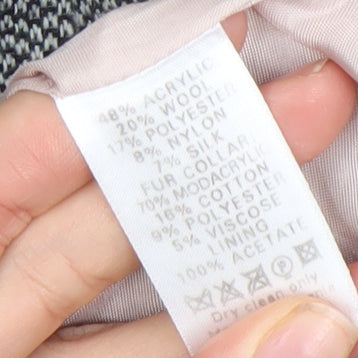 48% ACRYLIC
20% WOOL
17% POLYESTER
8% NYLON
7% SILK
FUR COLLAR
70% MODACRYLIC
16% COTTON
9% POLYESTER
5% VISCOSE
LINING
100% ACETATE
Dry clean only